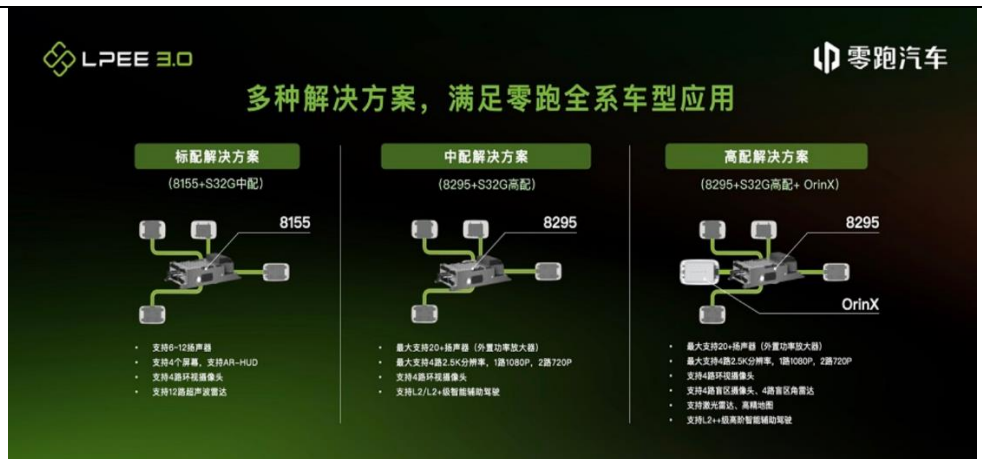 LPEE 3.0
零跑汽车
多种解决方案，满足零跑全系车型应用
标配解决方案
(8155+S32G中配)
8155
• 支持6-12扬声器
• 支持4个屏幕，支持AR-HUD
• 支持4路环视摄像头
• 支持12路超声波雷达
中配解决方案
(8295+S32G高配)
8295
• 最大支持20+扬声器（外置功率放大器）
• 最大支持4路2.5K分辨率，1路1080P，2路720P
• 支持4路环视摄像头
• 支持L2/L2+级智能辅助驾驶
高配解决方案
(8295+S32G高配+ OrinX)
8295
OrinX
• 最大支持20+扬声器（外置功率放大器）
• 最大支持4路2.5K分辨率，1路1080P，2路720P
• 支持4路环视摄像头
• 支持4路盲区摄像头、4路盲区角雷达
• 支持激光雷达、高精地图
• 支持L2++级高阶智能辅助驾驶